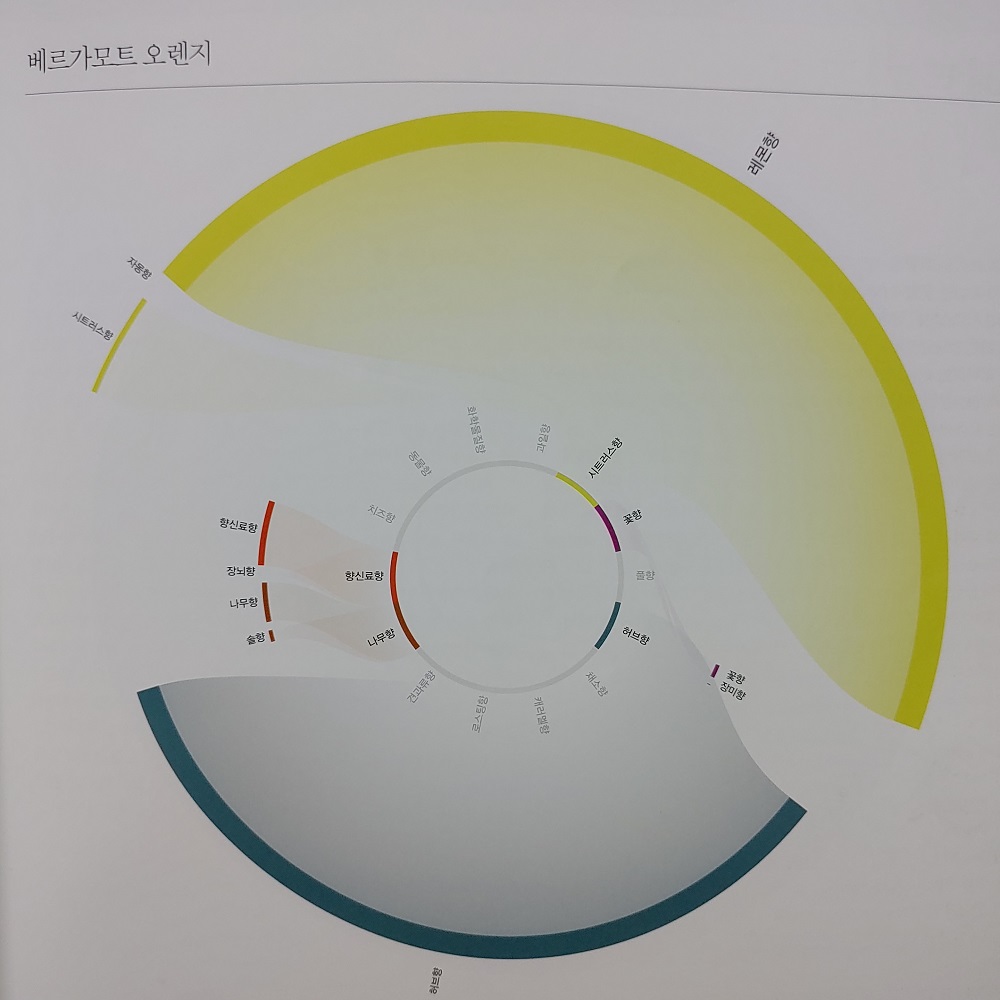 베르가모트 오렌지
레몬향
자몽향
시트러스향
화학물질향
과일향
시트러스향
동물향
치즈향
꽃향
향신료향
장뇌향
나무향
솔향
향신료향
나무향
풀향
허브향
견과류향
로스팅향
캐러멜향
채소향
꽃향
장미향
허브향